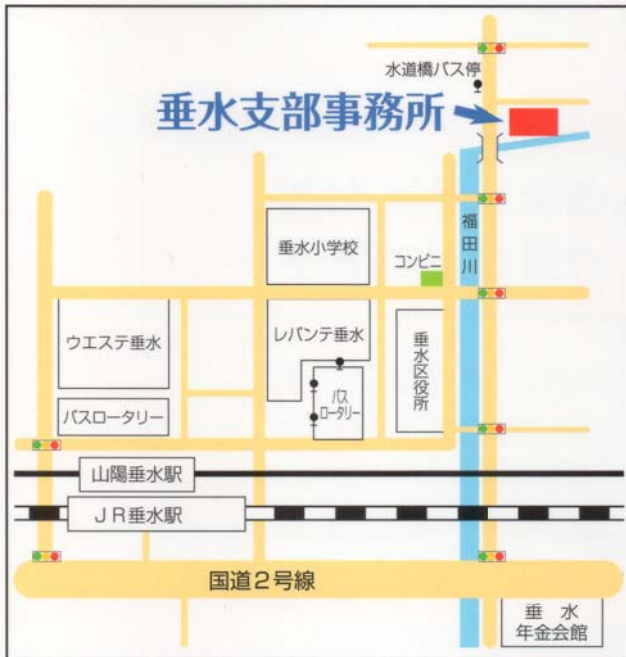 水道橋バス停
垂水支部事務所
福田川
垂水小学校
コンビニ
ウエステ垂水
レバンテ垂水
垂水区役所
バス
ロータリー
バスロータリー
山陽垂水駅
JR垂水駅
国道2号線
垂水
年金会館